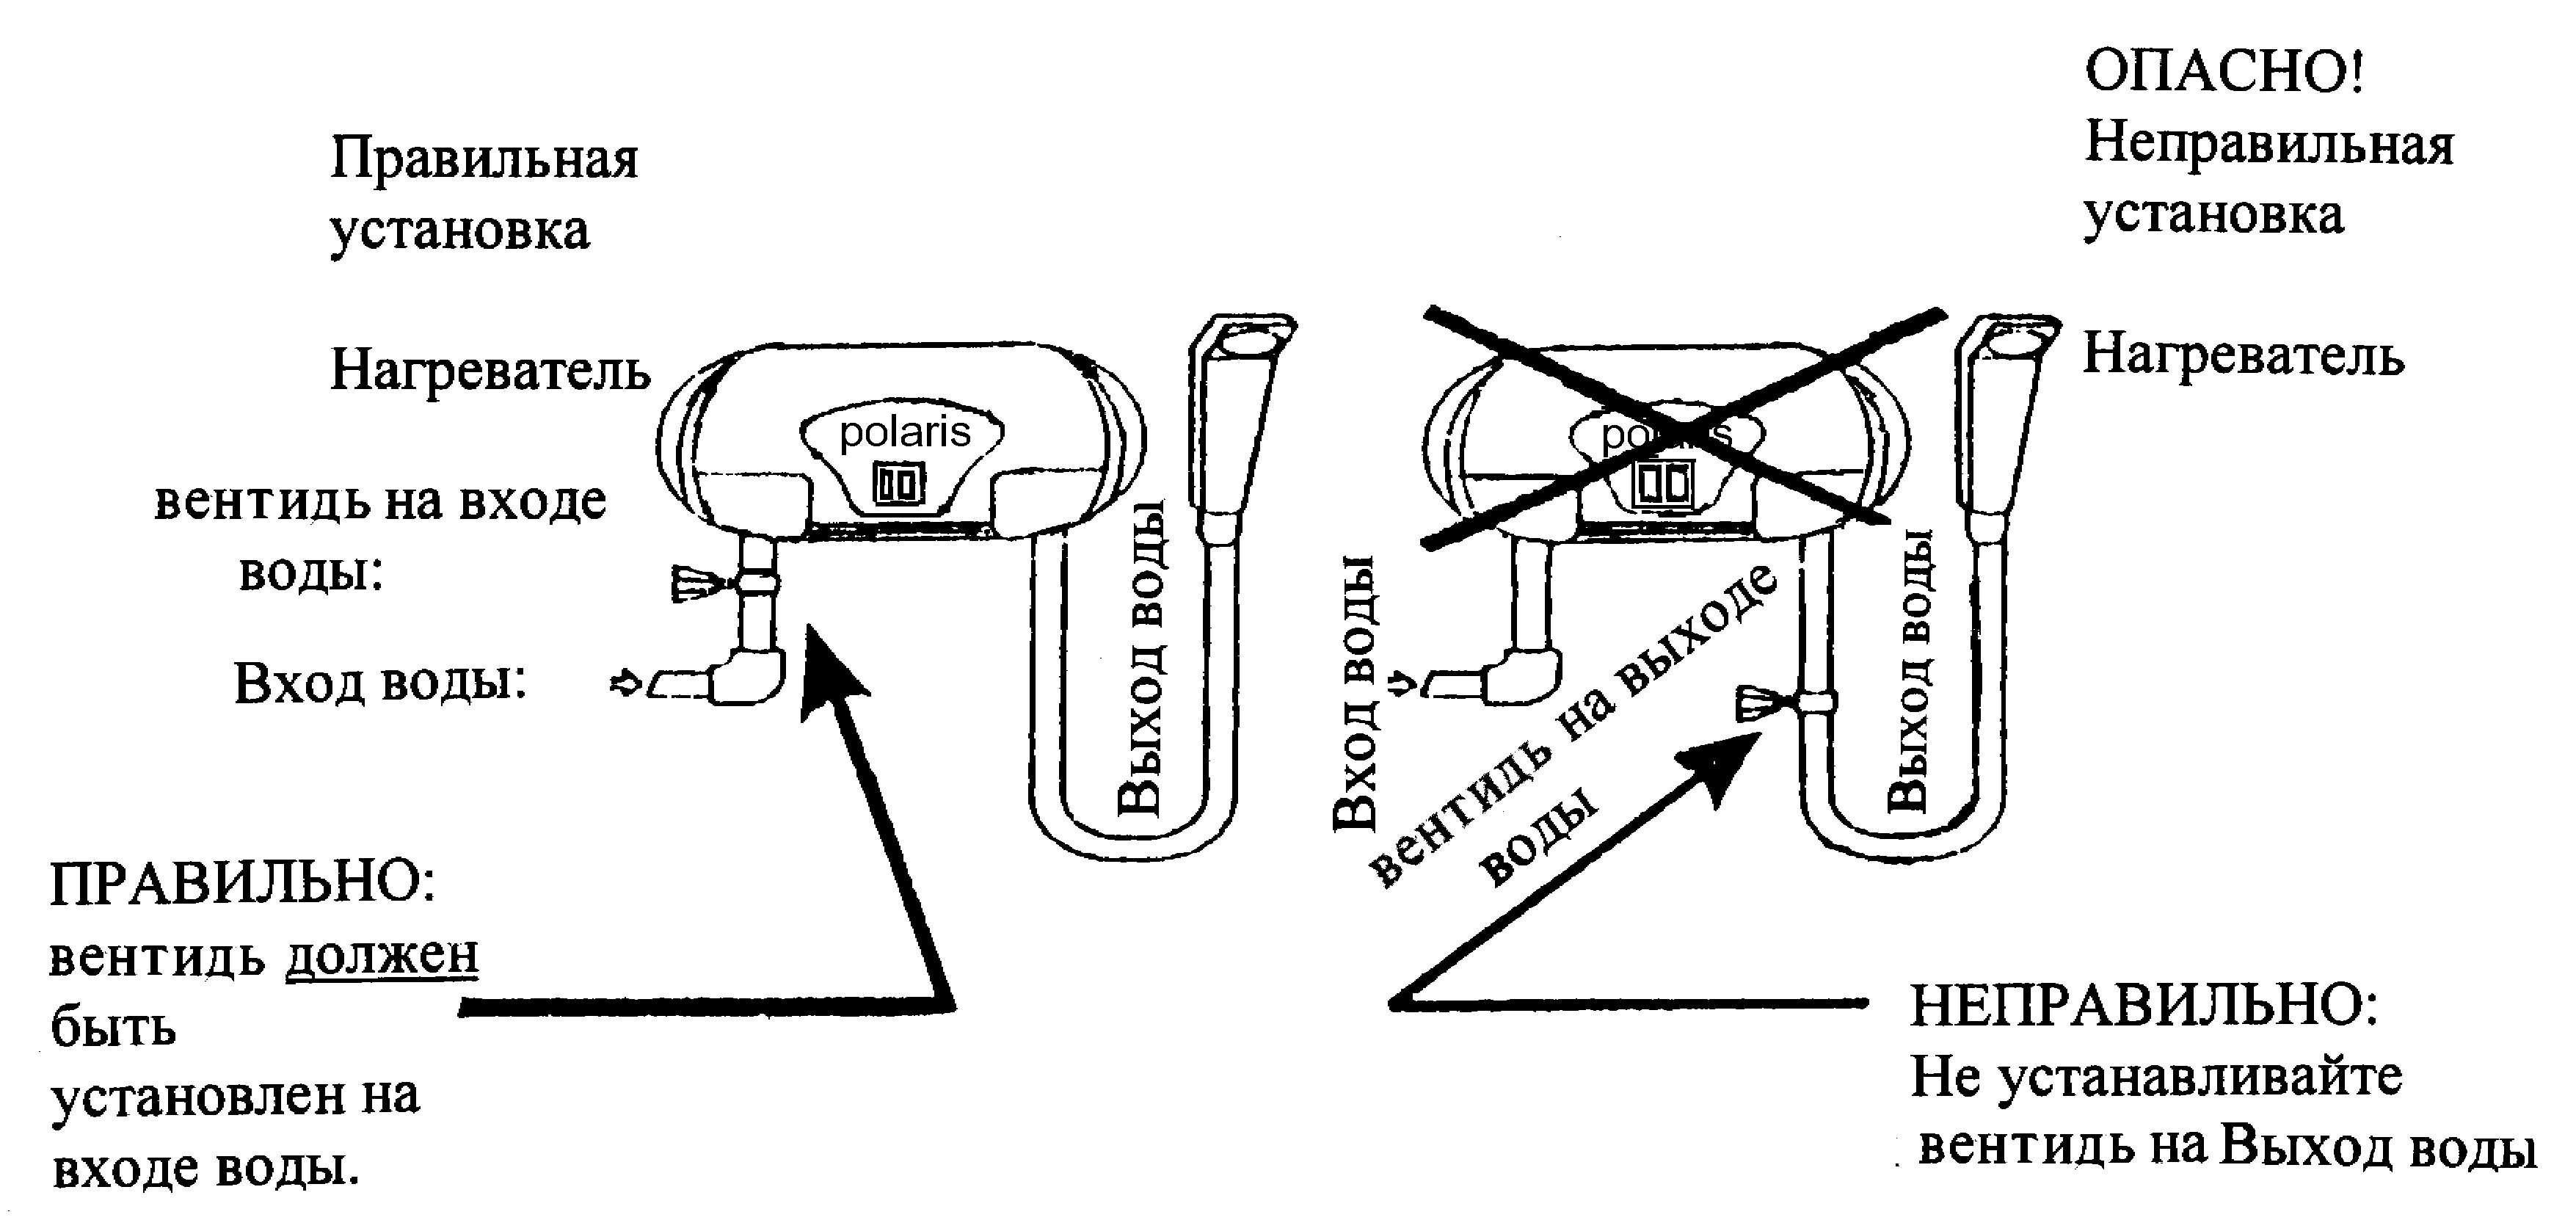 Правильная
установка
Нагреватель
вентидь на входе
воды:
Вход воды:
polaris
Выход воды
ПРАВИЛЬНО:
вентидь должен
быть
установлен на
входе воды.
ОПАСНО!
Неправильная
установка
Нагреватель
polaris
Вход воды
вентидь на выходе
воды
Выход воды
НЕПРАВИЛЬНО:
Не устанавливайте
вентидь на Выход воды